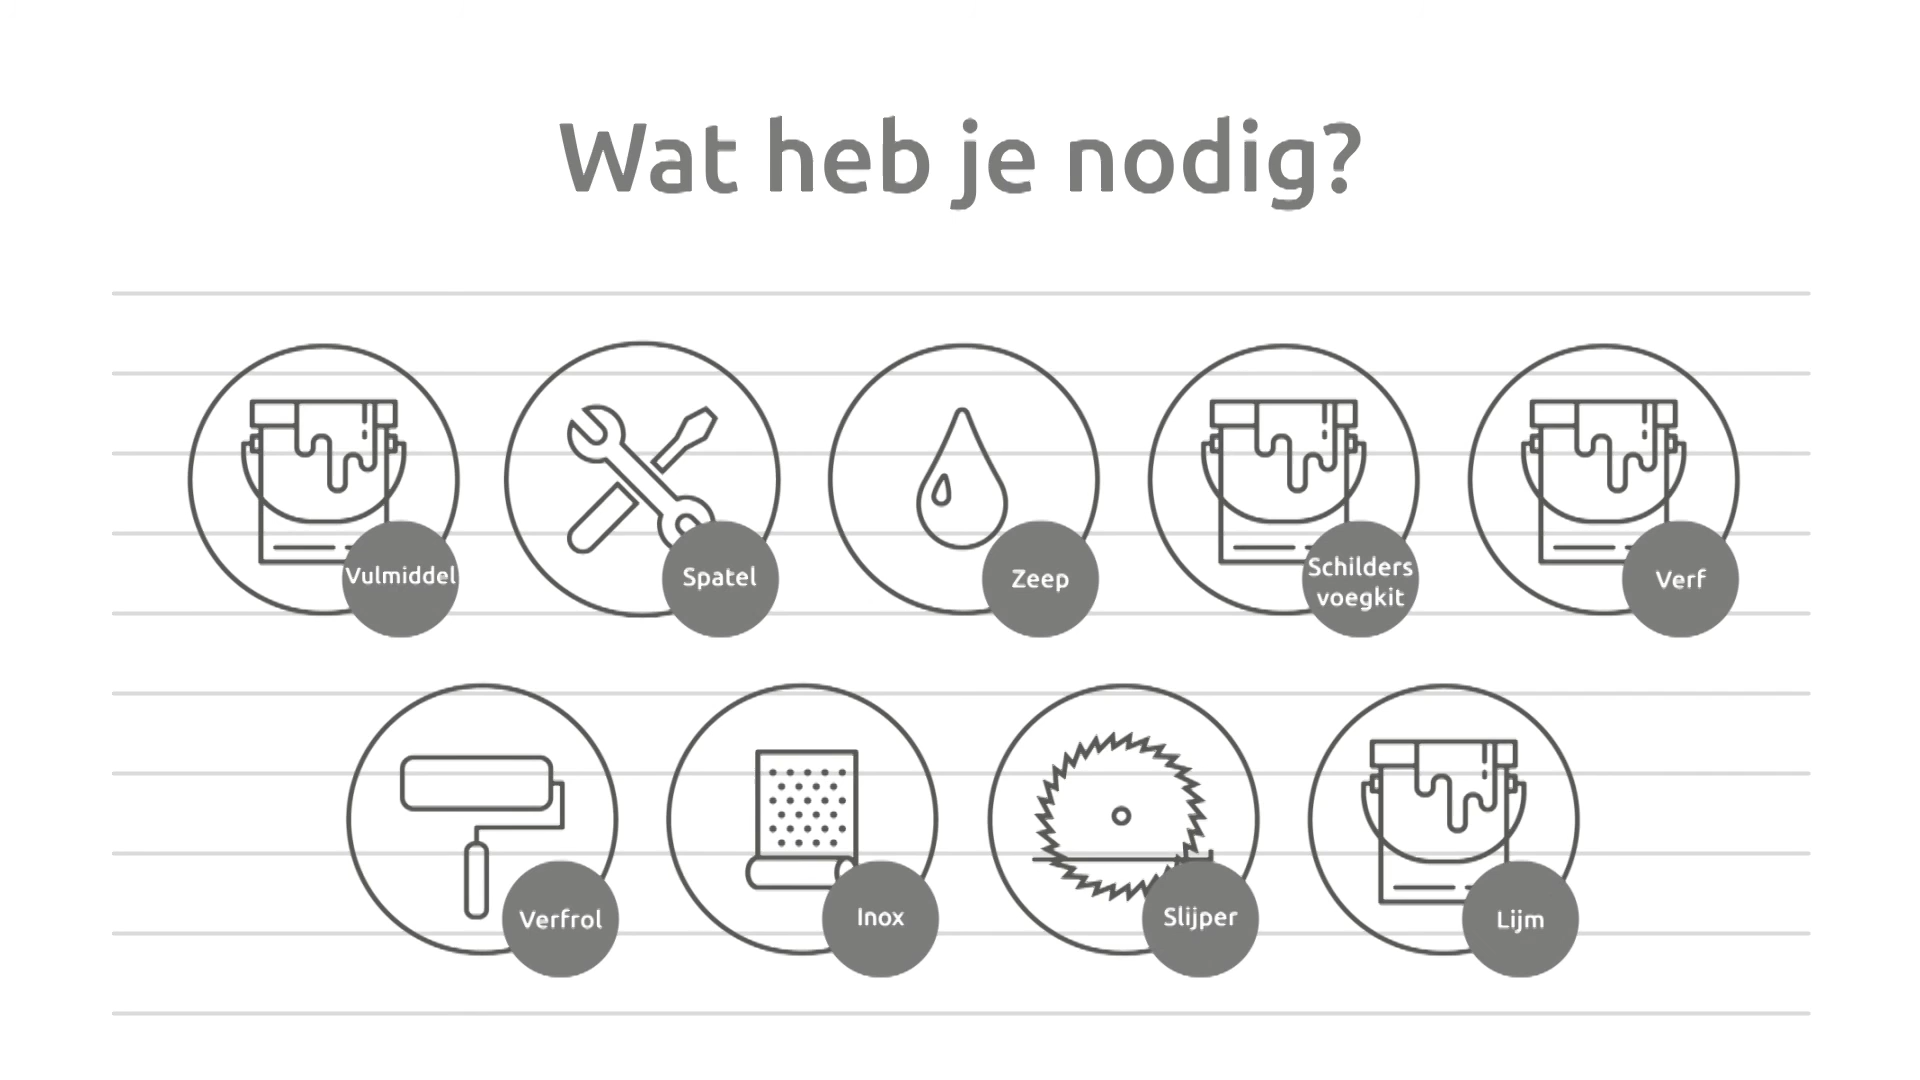 Wat heb je nodig?
Vulmiddel
Spatel
Zeep
Schilders
voegkit
Verf
Verfrol
Inox
Slijper
Lijm